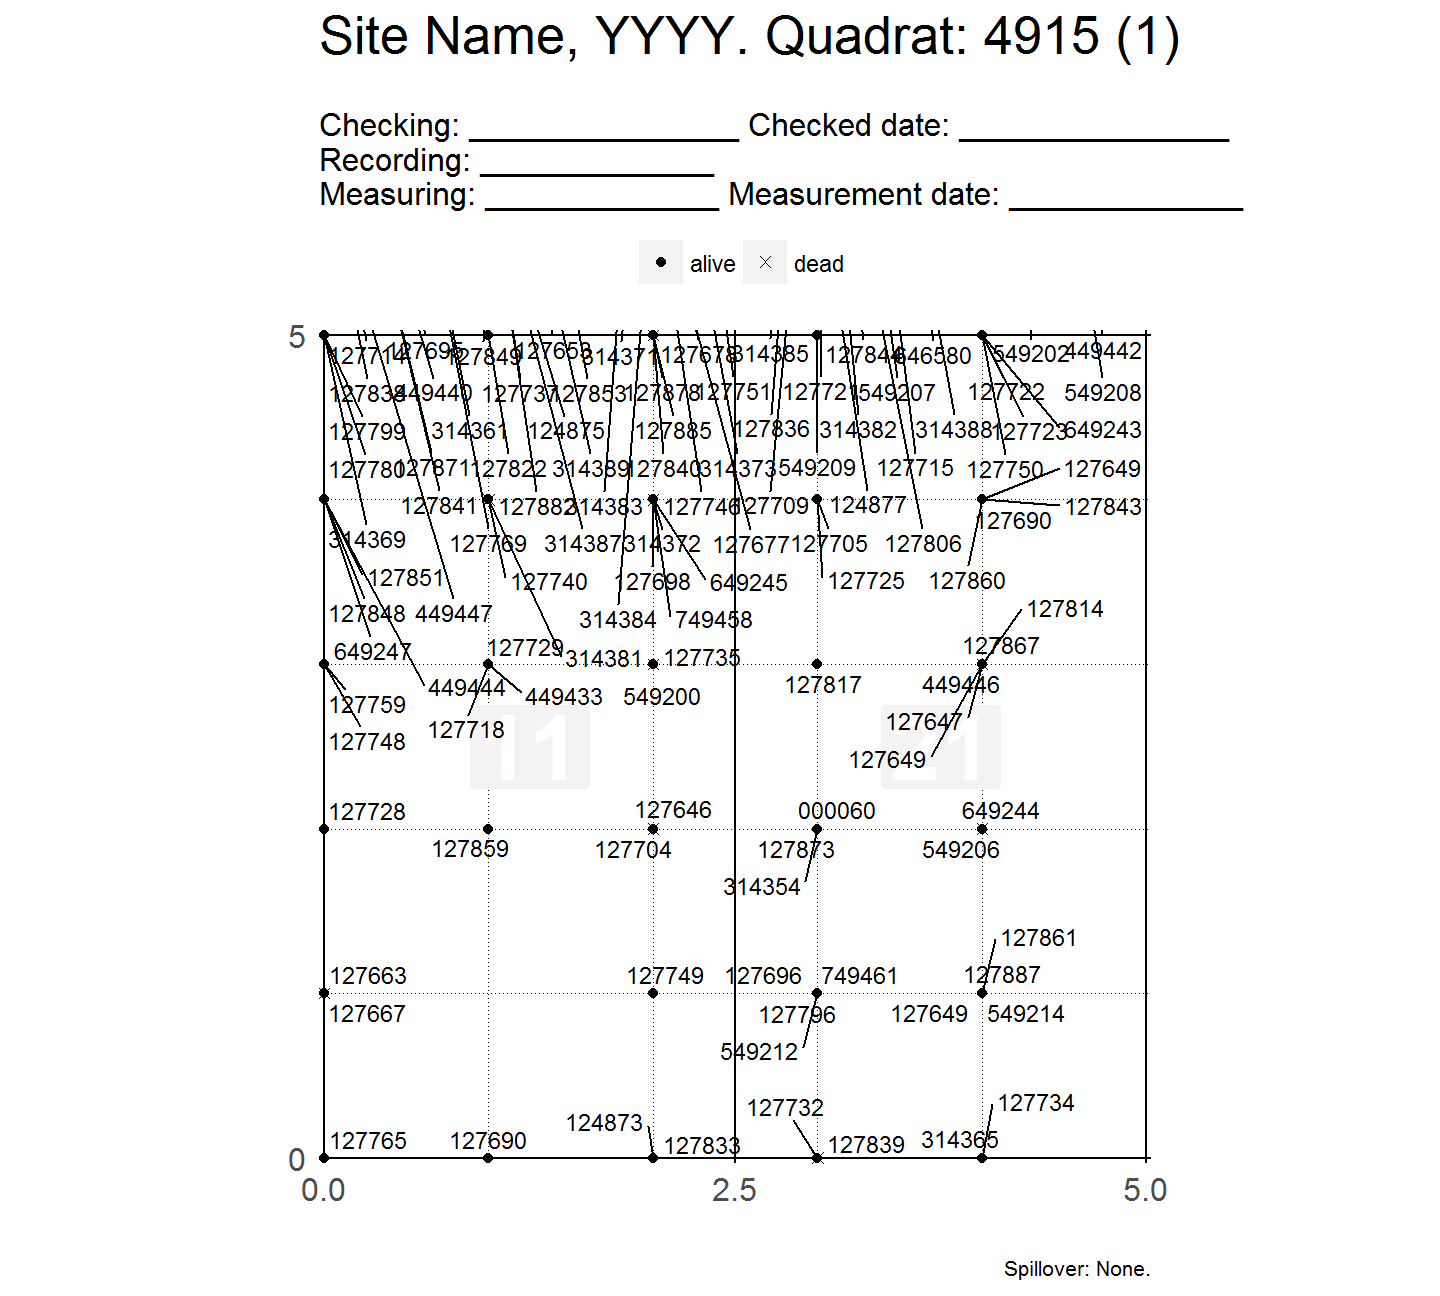 Site Name, YYYY. Quadrat: 4915 (1)
Checking: _______________ Checked date: _______________
Recording: _____________
Measuring: _____________ Measurement date: _____________
alive dead
5
127714 127695 127849 127653 314371 127678 314385 127844 646580 549202 449442
127838 449440 127737 127853 127878 127751 127721 549207 127722 549208
127799 314361 124875 127885 127836 314382 314388 127723 649243
127780 127871 127822 314389 127840 314373 549209 127715 127750 127649
127841 127882 314383 127746 127709 124877 127843
127690
314369 127769 314387 314372 127677 127705 127806
127851 127740 127698 649245 127725 127860
127848 449447 314384 749458 127814
649247 127729 314381 127735 127867
449444 449433 549200 127817 449446
127759 127718 127647
127748 127649
11 21
127728 127646 000060 649244
127859 127704 127873 549206
314354
127861
127663 127749 127696 749461 127887
127667 127796 127649 549214
549212
127732 127734
124873
127765 127690 127833 127839 314365
0
0.0 2.5 5.0
Spillover: None.